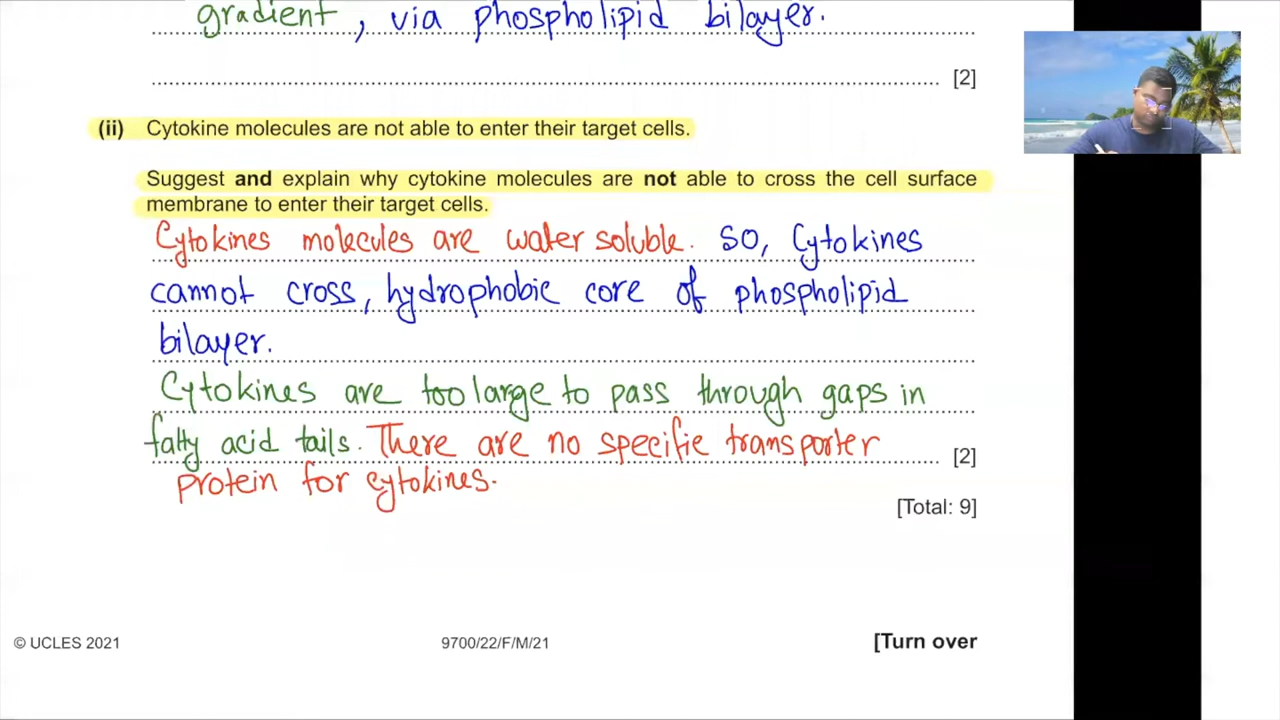 gradient, via phospholipid bilayer.
[2]
(ii) Cytokine molecules are not able to enter their target cells.
Suggest and explain why cytokine molecules are not able to cross the cell surface
membrane to enter their target cells.
Cytokines molecules are water soluble. so, Cytokines
cannot cross, hydrophobic core of phospholipid
bilayer.
Cytokines are too large to pass through gaps in
fatty acid tails. There are no specific transporter
[2]
protein for cytokines.
[Total: 9]
© UCLES 2021 9700/22/F/M/21 [Turn over